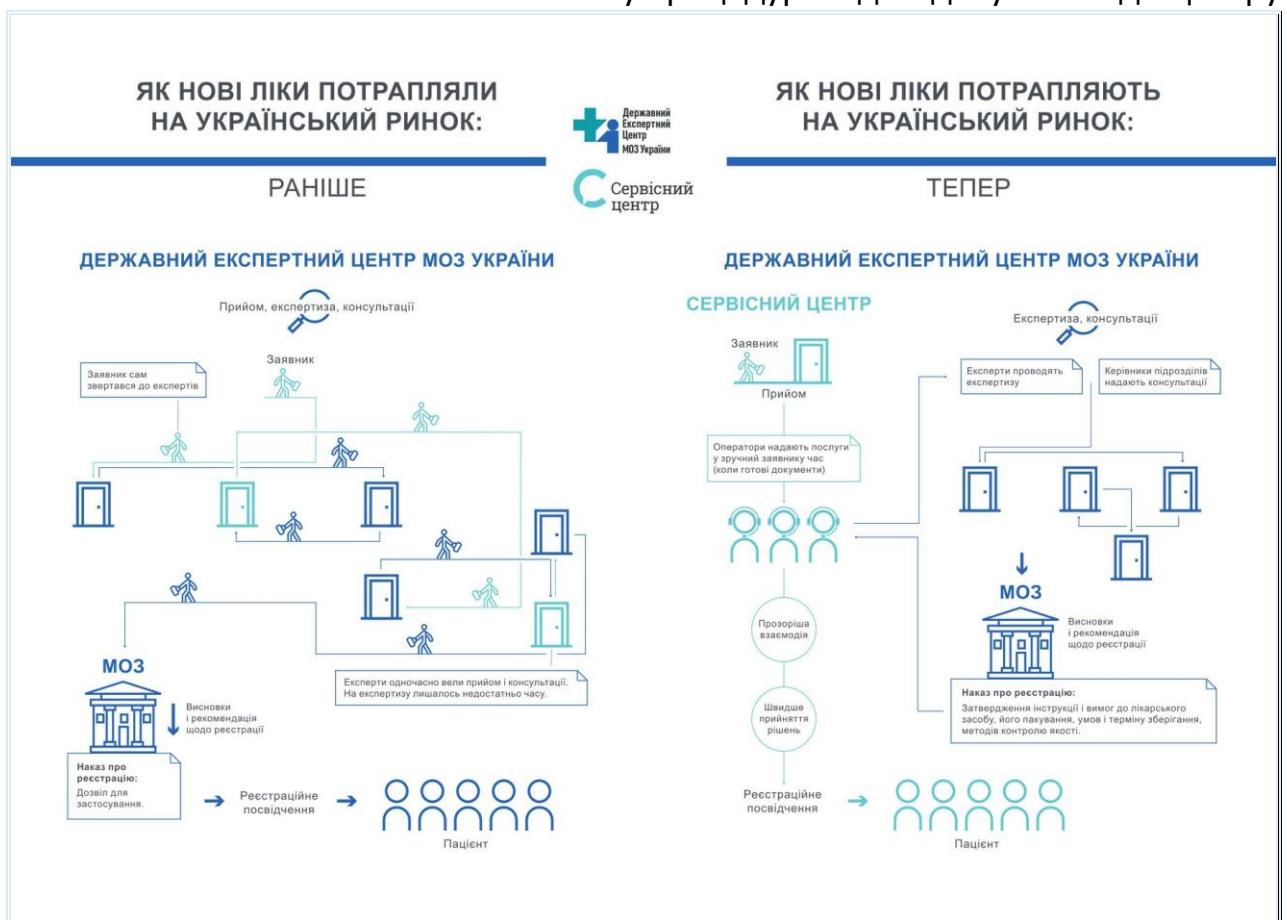 ЯК НОВІ ЛІКИ ПОТРАПЛЯЛИ
НА УКРАЇНСЬКИЙ РИНОК:
РАНІШЕ
Державний
Експертний
Центр
МОЗ України
Сервісний
центр
ЯК НОВІ ЛІКИ ПОТРАПЛЯЮТЬ
НА УКРАЇНСЬКИЙ РИНОК:
ТЕПЕР
ДЕРЖАВНИЙ ЕКСПЕРТНИЙ ЦЕНТР МОЗ УКРАЇНИ
Прийом, експертиза, консультації
Заявник
Заявник сам
звертався до експертів
Експерти одночасно вели прийом і консультації.
На експертизу лишалось недостатньо часу.
МОЗ
Висновки
і рекомендація
щодо реєстрації
Наказ про
реєстрацію:
Дозвіл для
застосування.
Реєстраційне
посвідчення
Пацієнт
ДЕРЖАВНИЙ ЕКСПЕРТНИЙ ЦЕНТР МОЗ УКРАЇНИ
СЕРВІСНИЙ ЦЕНТР
Заявник
Прийом
Оператори надають послуги
у зручний заявнику час
(коли готові документи)
Прозоріша
взаємодія
Швидше
прийняття
рішень
Реєстраційне
посвідчення
Пацієнт
Експертиза, консультації
Експерти проводять
експертизу
Керівники підрозділів
надають консультації
МОЗ
Висновки
і рекомендація
щодо реєстрації
Наказ про реєстрацію:
Затвердження інструкції і вимог до лікарського
засобу, його пакування, умов і терміну зберігання,
методів контролю якості.